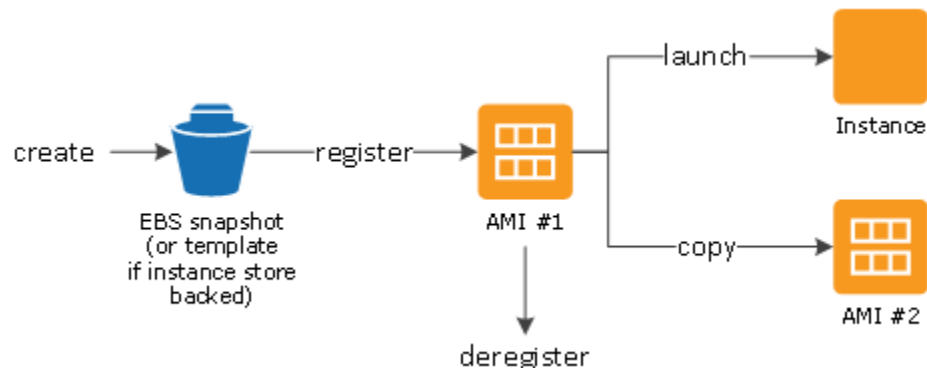 launch
Instance
create
register
EBS snapshot
(or template
if instance store
backed)
AMI #1
copy
AMI #2
deregister